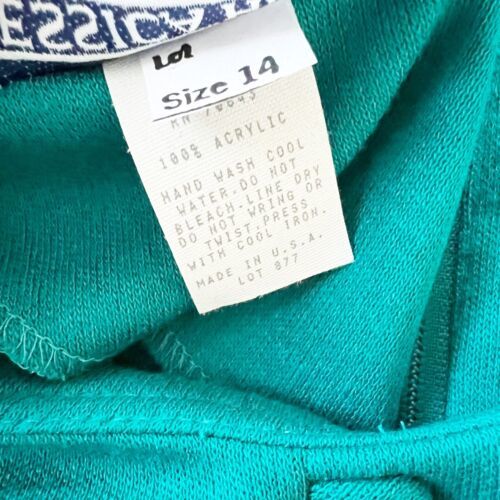 ESSICA
Lot
Size 14
100% ACRYLIC
HAND WASH COOL
WATER-DO NOT
BLEACH-LINE DRY
DO NOT WRING OR
TWIST-PRESS
WITH COOL IRON.
MADE IN U.S.A.
LOT 877